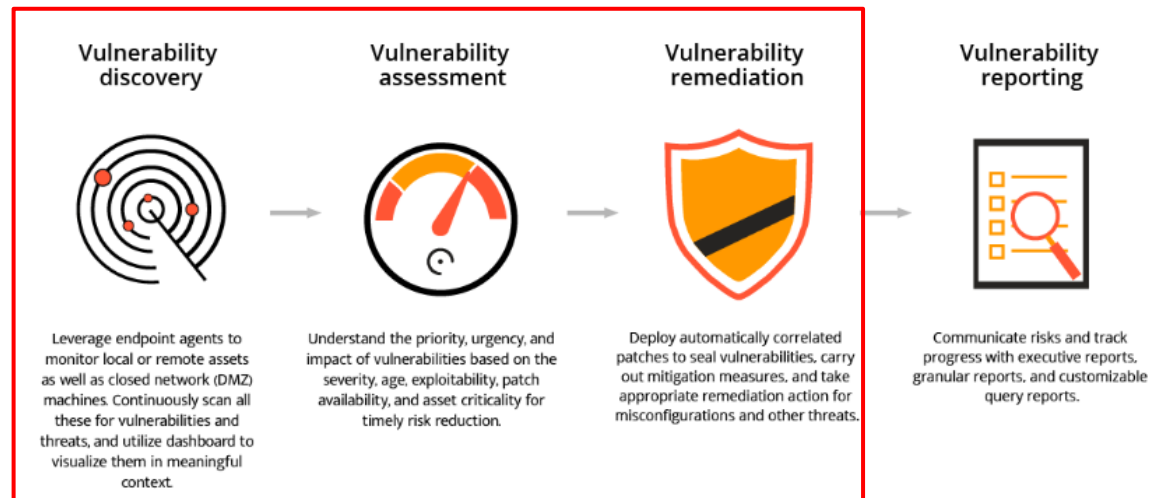 Vulnerability
discovery
Leverage endpoint agents to
monitor local or remote assets
as well as closed network (DMZ)
machines. Continuously scan all
these for vulnerabilities and
threats, and utilize dashboard to
visualize them in meaningful
context.
Vulnerability
assessment
Understand the priority, urgency, and
impact of vulnerabilities based on the
severity, age, exploitability, patch
availability, and asset criticality for
timely risk reduction.
Vulnerability
remediation
Deploy automatically correlated
patches to seal vulnerabilities, carry
out mitigation measures, and take
appropriate remediation action for
misconfigurations and other threats.
Vulnerability
reporting
Communicate risks and track
progress with executive reports,
granular reports, and customizable
query reports.